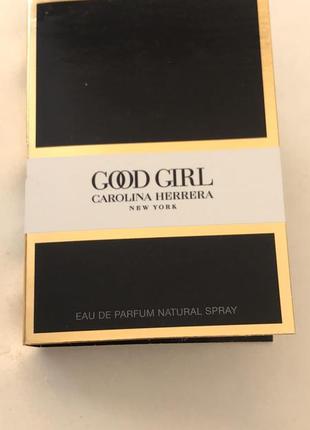 GOOD GIRL
CAROLINA HERRERA
NEW YORK
EAU DE PARFUM NATURAL SPRAY